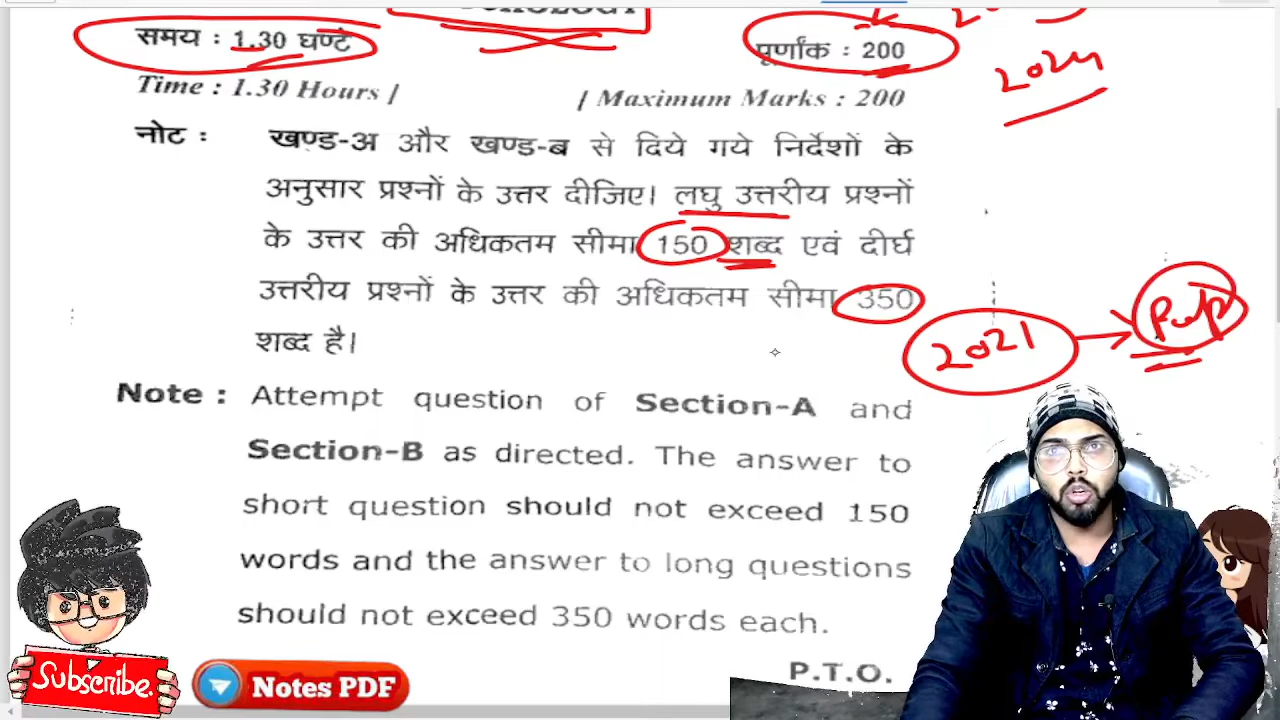 समय : 1.30 घण्टे
पूर्णांक : 200
2024
Time : 1.30 Hours ]
[ Maximum Marks : 200
नोट : खण्ड-अ और खण्ड-ब से दिये गये निर्देशों के
अनुसार प्रश्नों के उत्तर दीजिए। लघु उत्तरीय प्रश्नों
के उत्तर की अधिकतम सीमा 150 शब्द एवं दीर्घ
उत्तरीय प्रश्नों के उत्तर की अधिकतम सीमा 350
शब्द है।
2021
Note : Attempt question of Section-A and
Section-B as directed. The answer to
short question should not exceed 150
words and the answer to long questions
should not exceed 350 words each.
P.T.O.
Subscribe.
Notes PDF